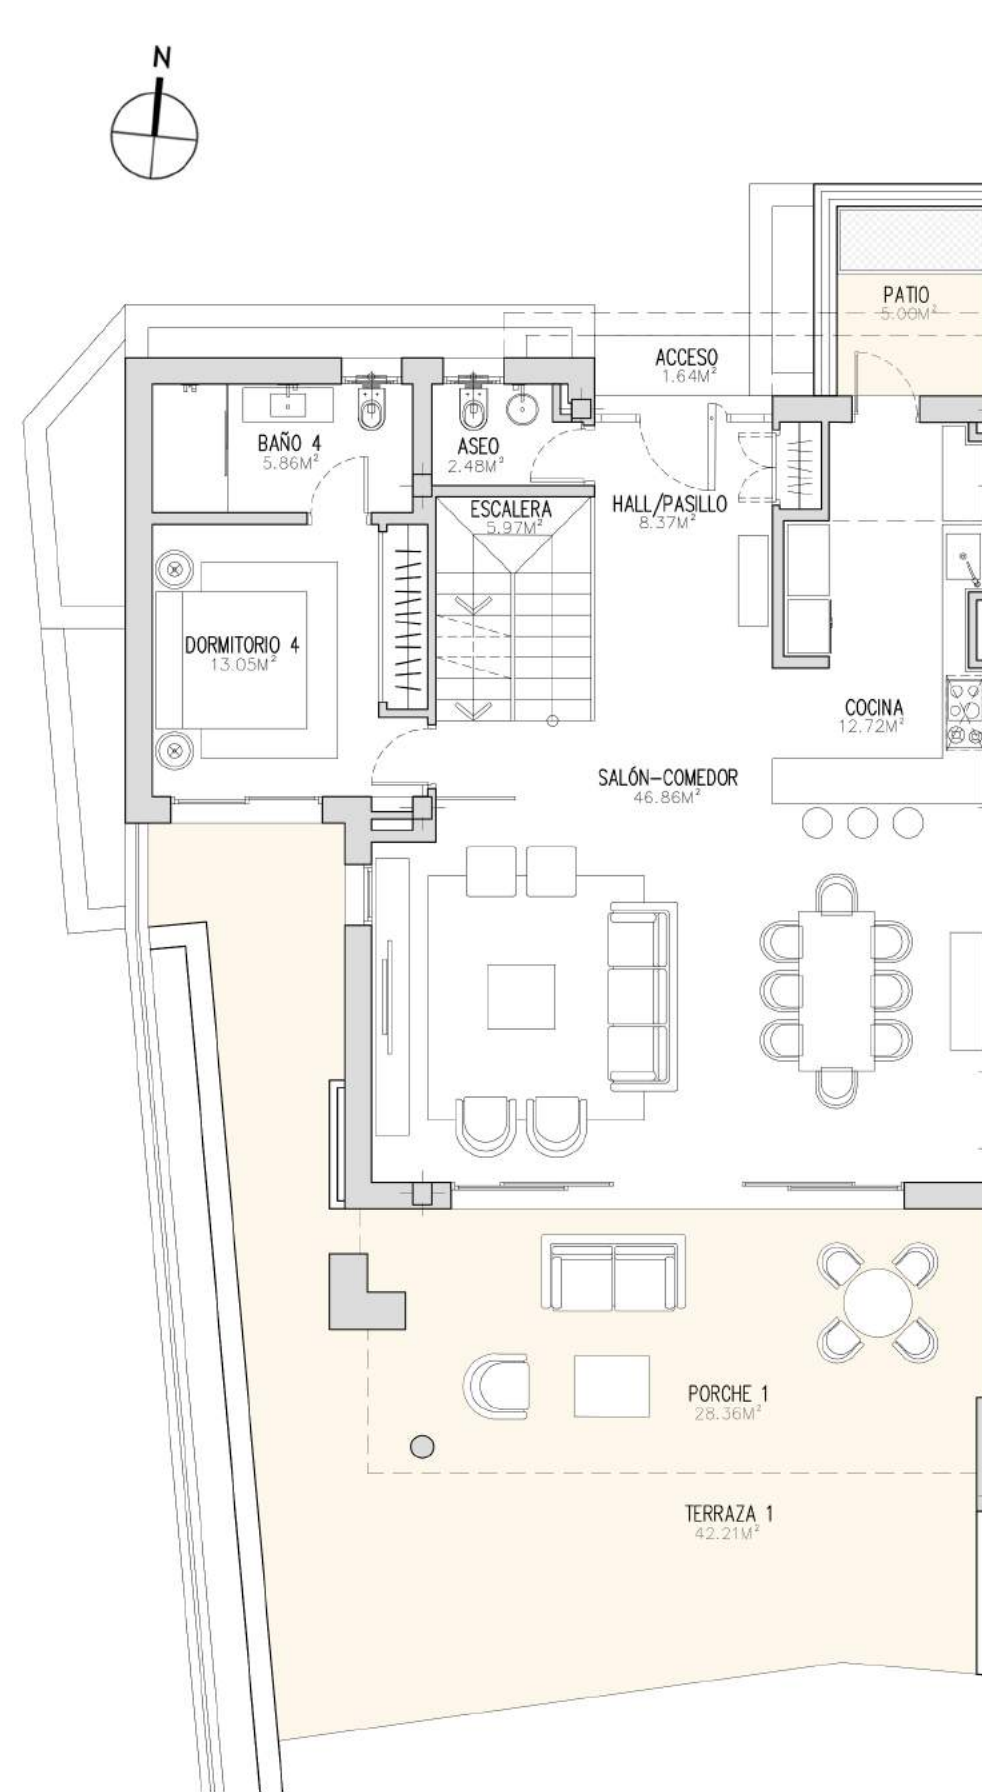 N
PATIO
5.00M²
ACCESO
1.64M²
BAÑO 4
5.86M²
ASEO
2.48M²
HALL/PASILLO
8.37M²
ESCALERA
5.97M²
DORMITORIO 4
13.05M²
COCINA
12.72M²
SALÓN-COMEDOR
46.86M²
PORCHE 1
28.36M²
TERRAZA 1
42.21M²